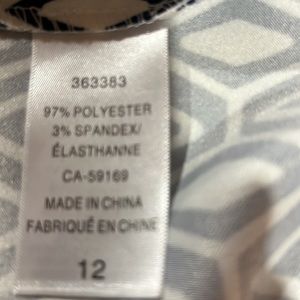 363383
97% POLYESTER
3% SPANDEX/
ÉLASTHANNE
CA-59169
MADE IN CHINA
FABRIQUÉ EN CHINE
12